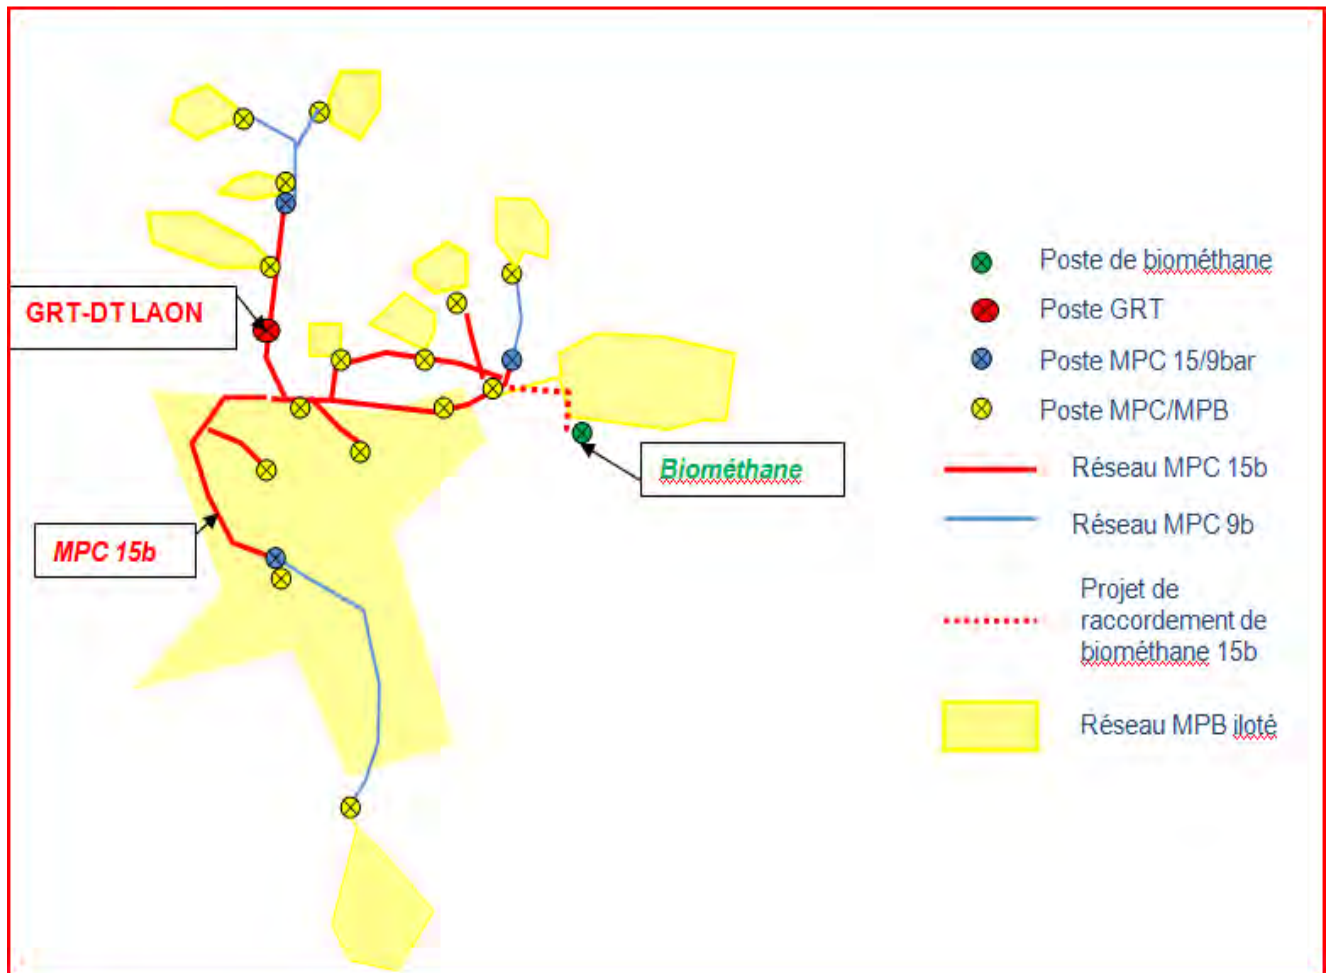 GRT-DT LAON
MPC 15b
Biométhane
Poste de biométhane
Poste GRT
Poste MPC 15/9bar
Poste MPC/MPB
Réseau MPC 15b
Réseau MPC 9b
Projet de
raccordement de
biométhane 15b
Réseau MPB iloté